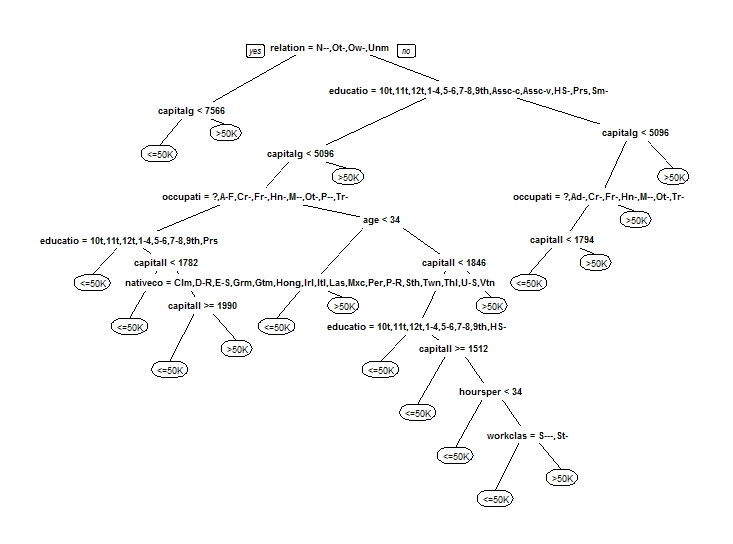 yes relation = N--,Ot-,Ow-,Unm no
educatio = 10t,11t,12t,1-4,5-6,7-8,9th,Assc-c,Assc-v,HS-,Prs,Sm-
capitalg < 7566
>50K
<=50K
capitalg < 5096
capitalg < 5096
>50K
>50K
occupati = ?,A-F,Cr-,Fr-,Hn-,M--,Ot-,P--,Tr-
occupati = ?,Ad-,Cr-,Fr-,Hn-,M--,Ot-,Tr-
age < 34
>50K
educatio = 10t,11t,12t,1-4,5-6,7-8,9th,Prs
capitall < 1794
capitall < 1782
capitall < 1846
>50K
<=50K
nativeco = Clm,D-R,E-S,Grm,Gtm,Hong,Irl,Itl,Las,Mxc,Per,P-R,Sth,Twn,Thl,U-S,Vtn
<=50K
capitall >= 1990
>50K
>50K
<=50K
<=50K
educatio = 10t,11t,12t,1-4,5-6,7-8,9th,HS-
>50K
capitall >= 1512
<=50K
<=50K
hoursper < 34
<=50K
workclas = S---,St-
<=50K
>50K
<=50K